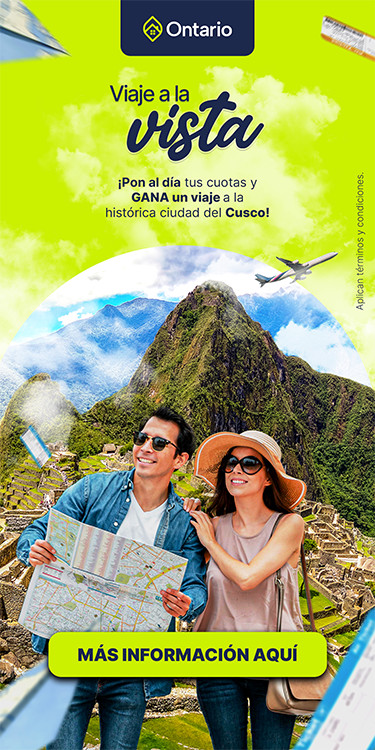 Ontario
Viaje a la
vista
¡Pon al día tus cuotas y
GANA un viaje a la
histórica ciudad del Cusco!
Aplican términos y condiciones.
MÁS INFORMACIÓN AQUÍ